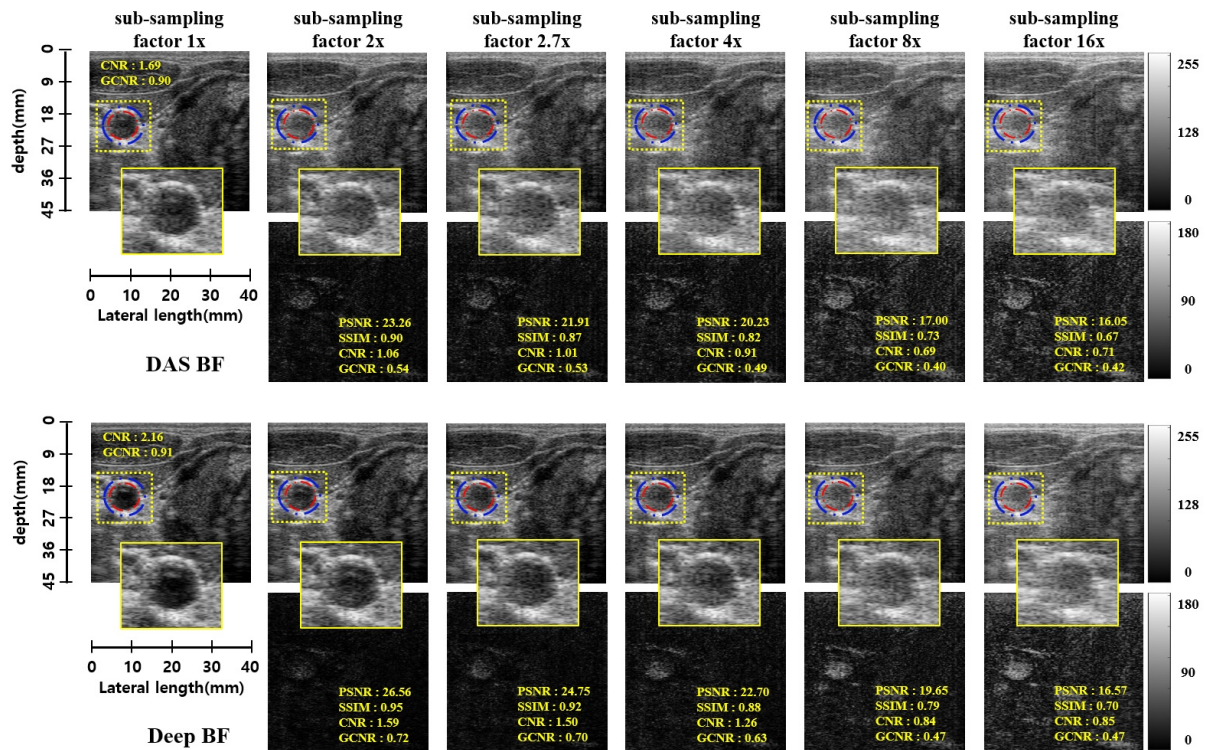 sub-sampling
factor 1x
sub-sampling
factor 2x
sub-sampling
factor 2.7x
sub-sampling
factor 4x
sub-sampling
factor 8x
sub-sampling
factor 16x
0
9
18
27
36
45
depth(mm)
CNR : 1.69
GCNR : 0.90
255
128
0
0 10 20 30 40
Lateral length(mm)
DAS BF
PSNR : 23.26
SSIM : 0.90
CNR : 1.06
GCNR : 0.54
PSNR : 21.91
SSIM : 0.87
CNR : 1.01
GCNR : 0.53
PSNR : 20.23
SSIM : 0.82
CNR : 0.91
GCNR : 0.49
PSNR : 17.00
SSIM : 0.73
CNR : 0.69
GCNR : 0.40
PSNR : 16.05
SSIM : 0.67
CNR : 0.71
GCNR : 0.42
180
90
0
0
9
18
27
36
45
depth(mm)
CNR : 2.16
GCNR : 0.91
255
128
0
0 10 20 30 40
Lateral length(mm)
Deep BF
PSNR : 26.56
SSIM : 0.95
CNR : 1.59
GCNR : 0.72
PSNR : 24.75
SSIM : 0.92
CNR : 1.50
GCNR : 0.70
PSNR : 22.70
SSIM : 0.88
CNR : 1.26
GCNR : 0.63
PSNR : 19.65
SSIM : 0.79
CNR : 0.84
GCNR : 0.47
PSNR : 16.57
SSIM : 0.70
CNR : 0.85
GCNR : 0.47
180
90
0